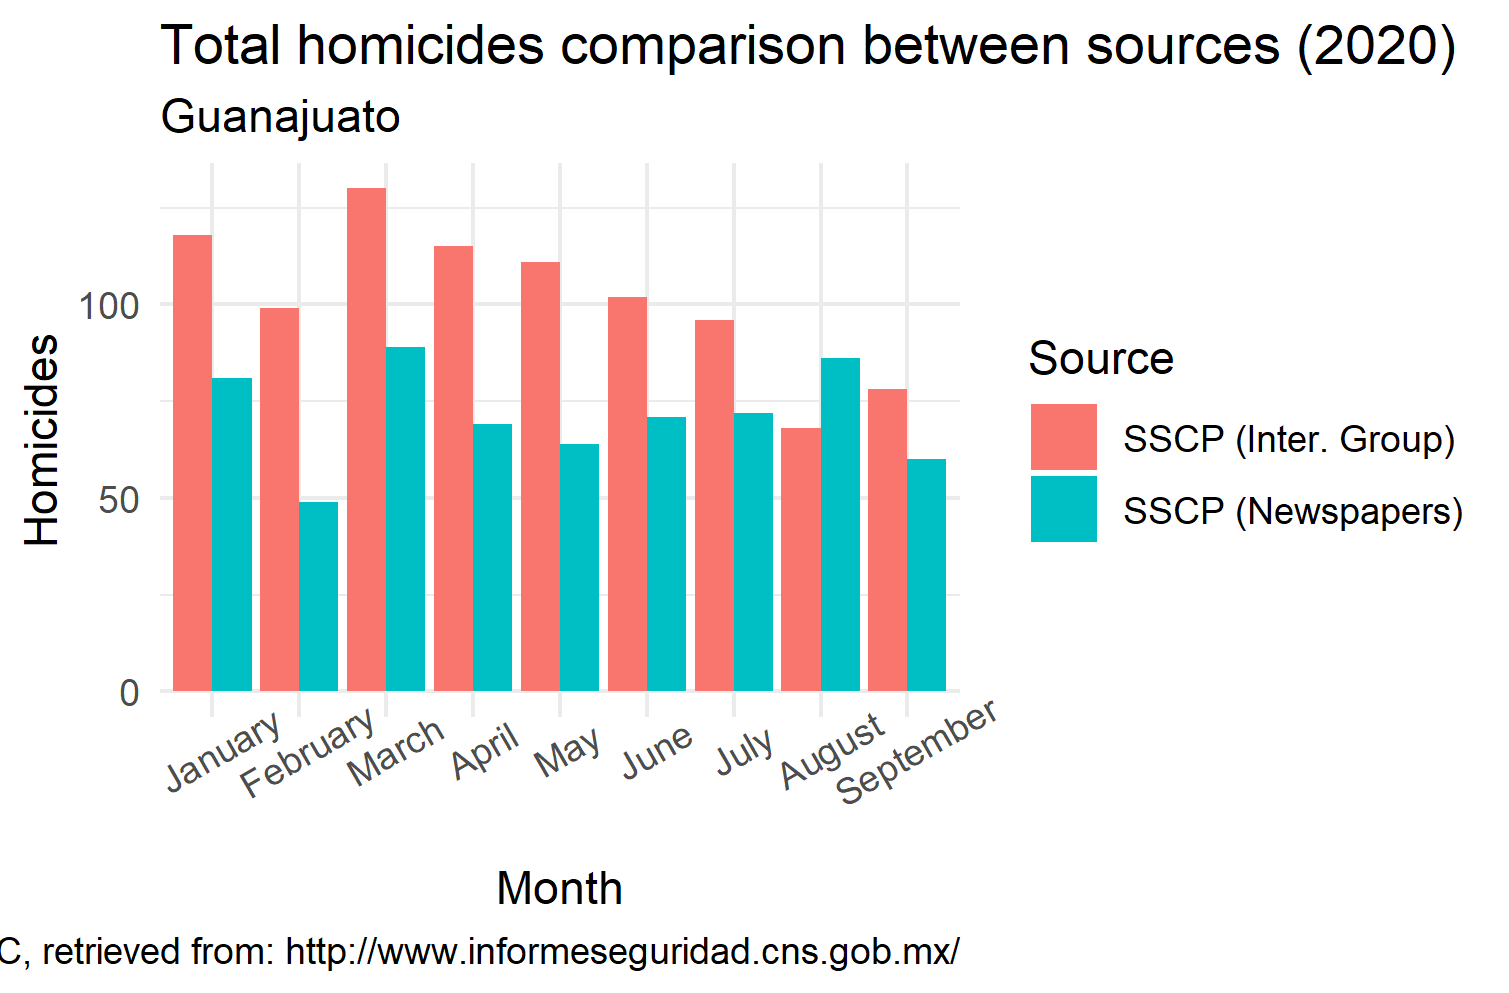 Total homicides comparison between sources (2020)
Guanajuato
Homicides
100
50
0
January
February
March
April
May
June
July
August
September
Month
Source
SSCP (Inter. Group)
SSCP (Newspapers)
C, retrieved from: http://www.informeseguridad.cns.gob.mx/